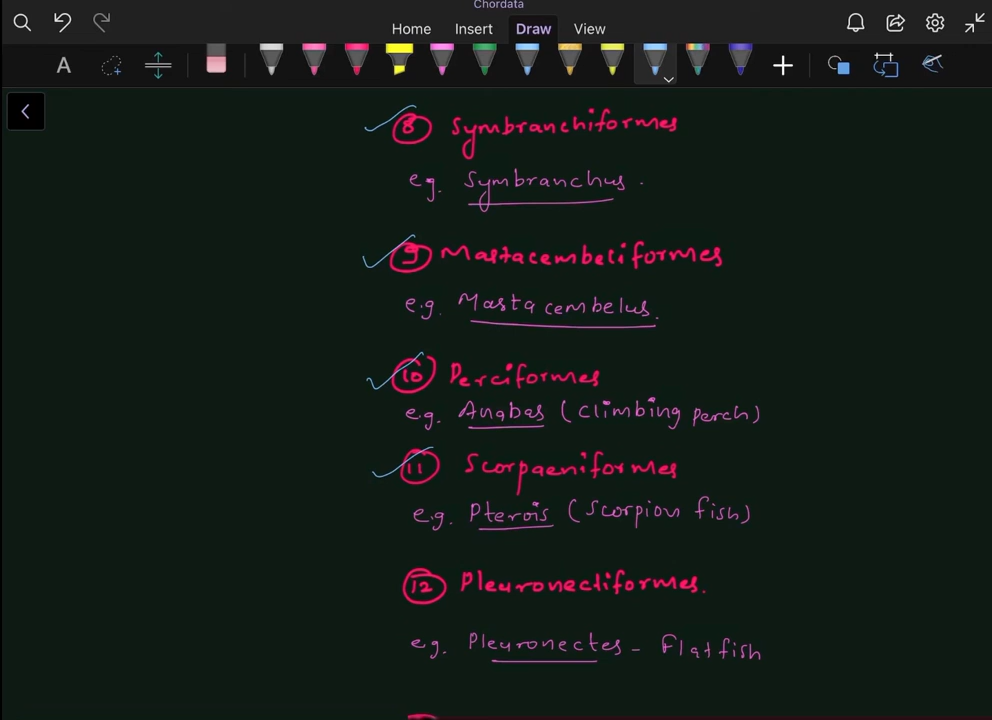 Chordata
Home Insert Draw View
A
8 Symbranchiformes
e.g. Symbranchus.
9 Mastacembeliformes
e.g. Mastacembelus.
10 Perciformes
e.g. Anabas (Climbing perch)
11 Scorpaeniformes
e.g. Pterois (Scorpion fish)
12 Pleuronectiformes.
e.g. Pleuronectes - Flatfish